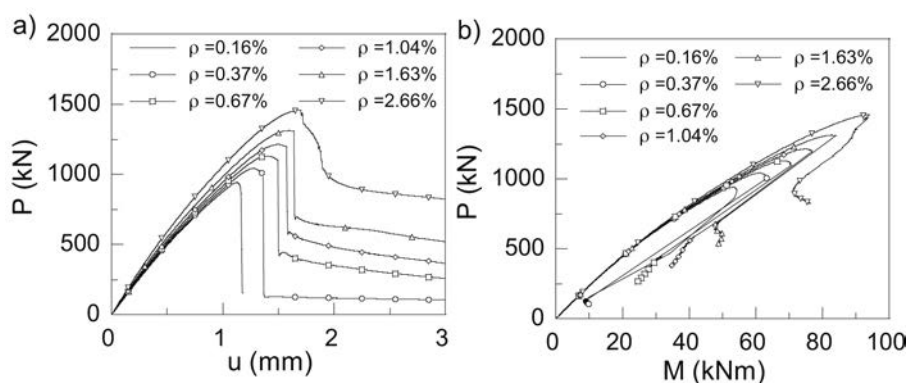 a)
P (kN)
2000
1500
1000
500
0
ρ =0.16% ρ =1.04%
ρ =0.37% ρ =1.63%
ρ =0.67% ρ =2.66%
0 1 2 3
u (mm)
b)
P (kN)
2000
1500
1000
500
0
ρ =0.16% ρ =1.63%
ρ =0.37% ρ =2.66%
ρ =0.67%
ρ =1.04%
0 20 40 60 80 100
M (kNm)